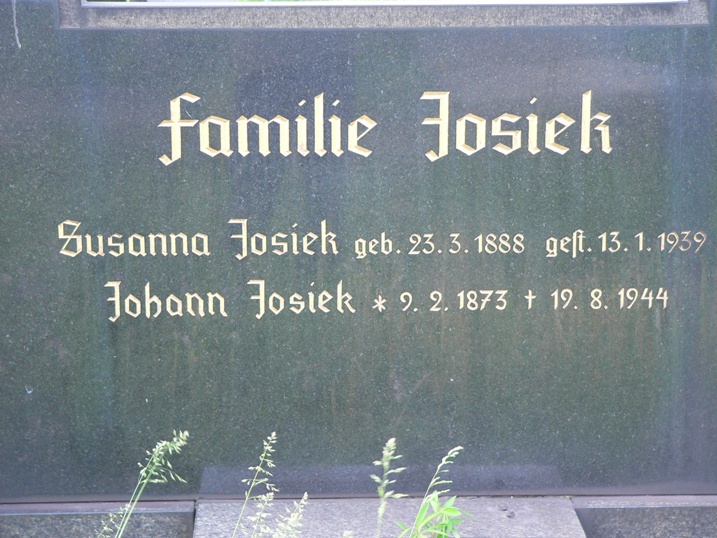 Familie Josiek
Susanna Josiek geb. 23. 3. 1888 gest. 13. 1. 1939
Johann Josiek * 9. 2. 1873 † 19. 8. 1944